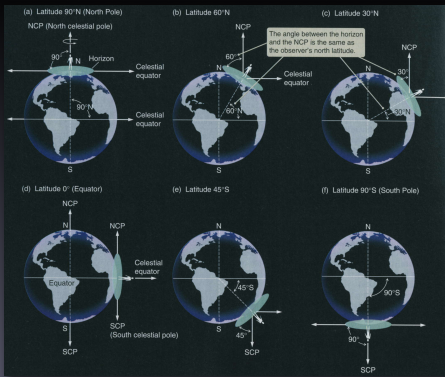 (a) Latitude 90°N (North Pole)
NCP (North celestial pole)
90°
N
Horizon
Celestial
equator
90°N
Celestial
equator
S
(b) Latitude 60°N
NCP
The angle between the horizon
and the NCP is the same as
the observer's north latitude.
60°
N
Celestial
equator
60°N
S
(c) Latitude 30°N
NCP
30°
N
30°N
S
(d) Latitude 0° (Equator)
NCP
NCP
N
Celestial
equator
Equator
S
SCP
(South celestial pole)
SCP
(e) Latitude 45°S
NCP
N
45°S
S
45°
SCP
(f) Latitude 90°S (South Pole)
NCP
N
90°S
90°
SCP